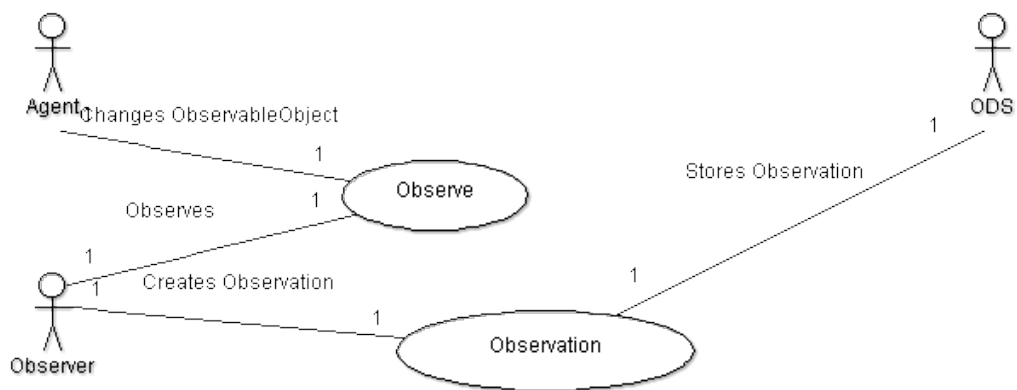 Agent
1
ODS
Changes ObservableObject
1
1
Stores Observation
Observe
1
Observes
1
1
Creates Observation
1
1
Observation
Observer